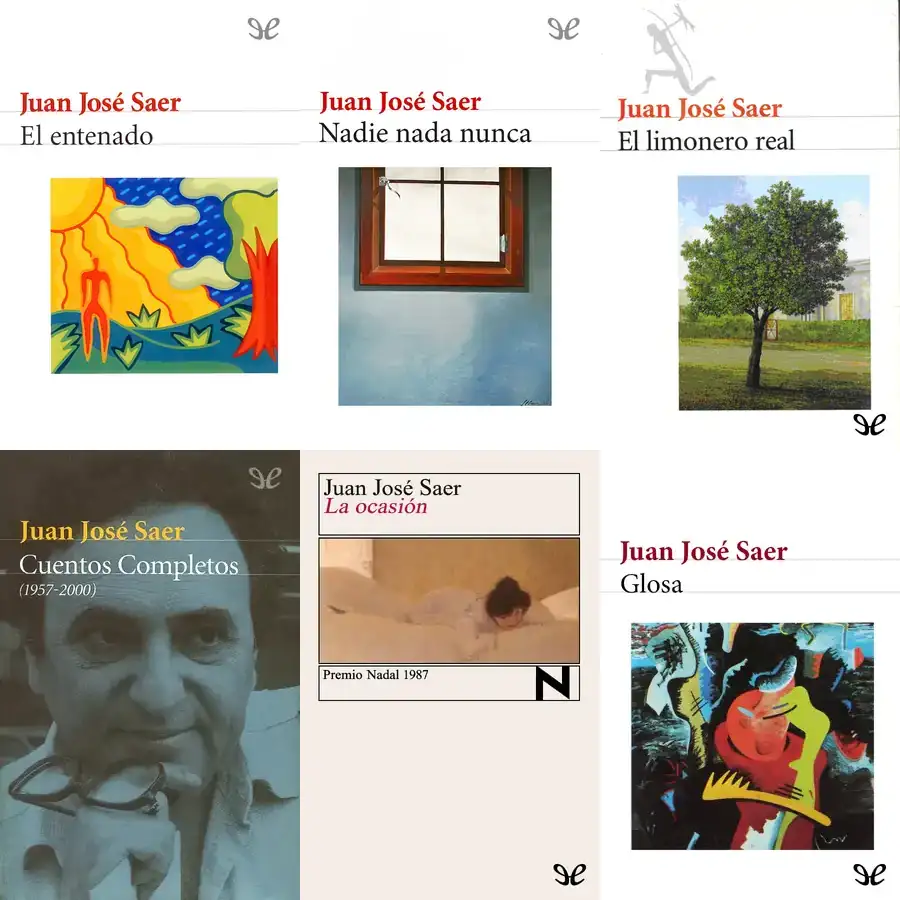 Juan José Saer
El entenado
Juan José Saer
Nadie nada nunca
Juan José Saer
El limonero real
Juan José Saer
Cuentos Completos
(1957-2000)
Juan José Saer
La ocasión
Premio Nadal 1987
N
Juan José Saer
Glosa